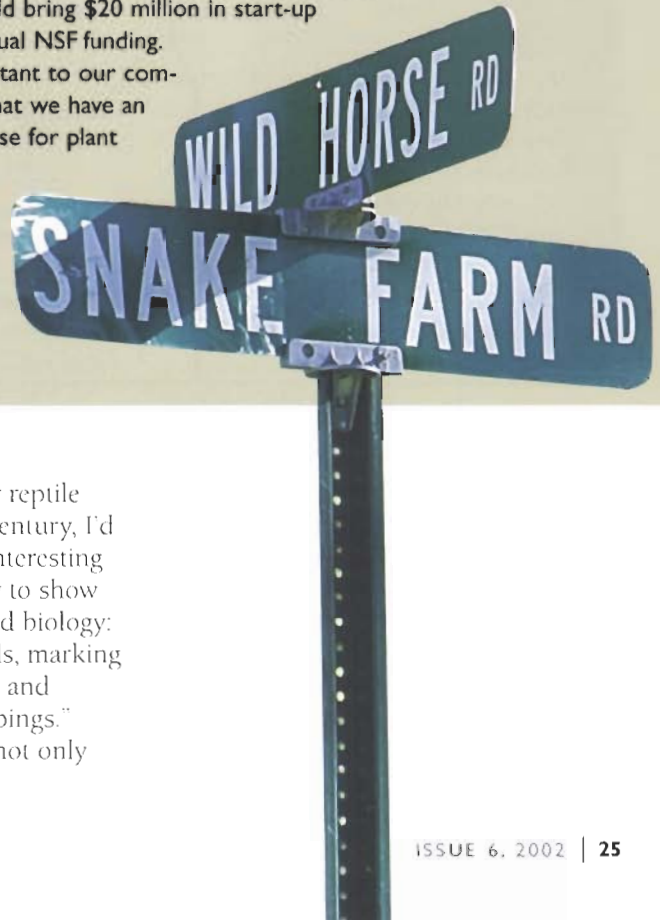 ld bring $20 million in start-up
ual NSF funding.
tant to our com-
hat we have an
se for plant
WILD HORSE RD
SNAKE FARM RD
reptile
entury, I'd
nteresting
to show
d biology:
ls, marking
and
pings."
not only
ISSUE 6, 2002 | 25